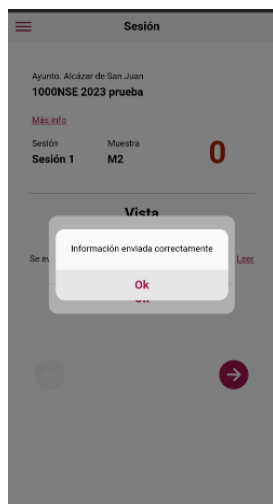 Sesión
Ayunto. Alcázar de San Juan
1000NSE 2023 prueba
Más info
Sesión Muestra
Sesión 1 M2 0
Vista
Información enviada correctamente
Se Leer
Ok